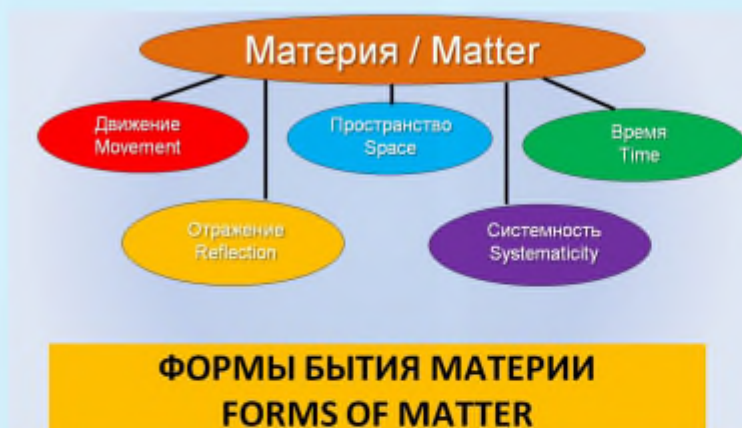 Материя / Matter
Движение
Movement
Пространство
Space
Время
Time
Отражение
Reflection
Системность
Systematicity
ФОРМЫ БЫТИЯ МАТЕРИИ
FORMS OF MATTER